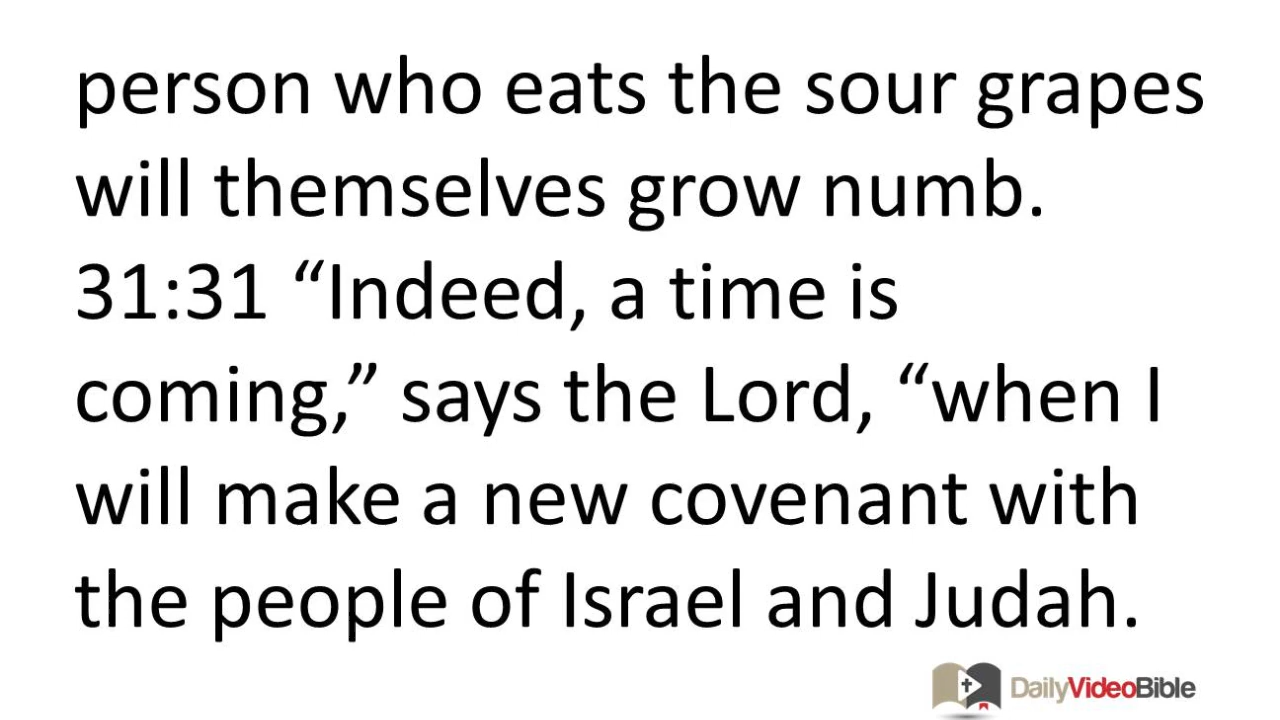 person who eats the sour grapes
will themselves grow numb.
31:31 “Indeed, a time is
coming,” says the Lord, “when I
will make a new covenant with
the people of Israel and Judah.
DailyVideoBible